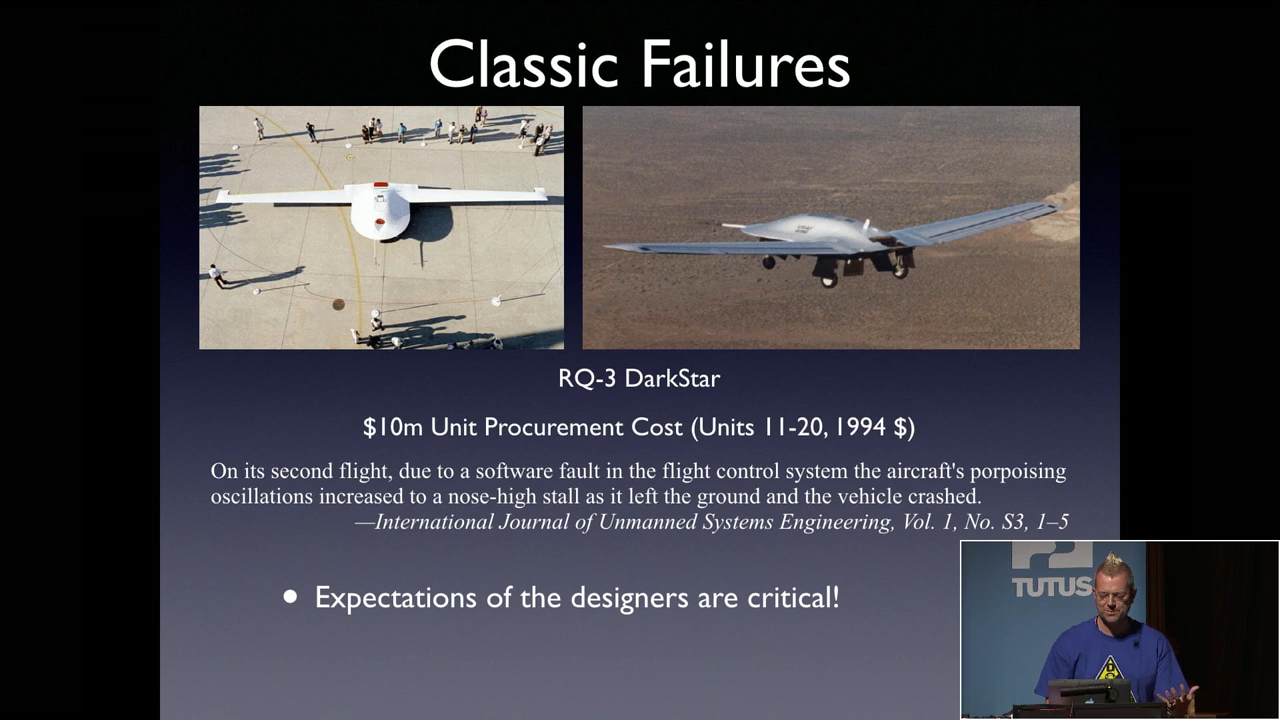 Classic Failures
RQ-3 DarkStar
$10m Unit Procurement Cost (Units 11-20, 1994 $)
On its second flight, due to a software fault in the flight control system the aircraft's porpoising
oscillations increased to a nose-high stall as it left the ground and the vehicle crashed.
—International Journal of Unmanned Systems Engineering, Vol. 1, No. S3, 1–5
• Expectations of the designers are critical!
TUTUS